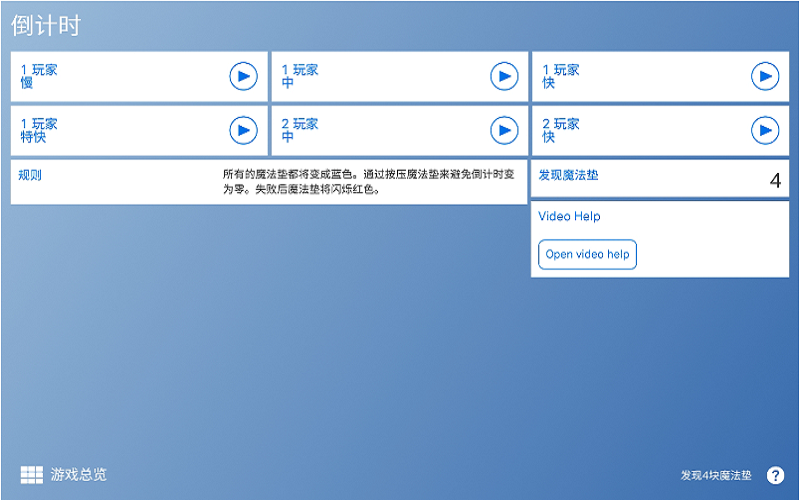 倒计时
1 玩家
慢
1 玩家
中
1 玩家
快
1 玩家
特快
2 玩家
中
2 玩家
快
规则
所有的魔法垫都将变成蓝色。通过按压魔法垫来避免倒计时变
为零。失败后魔法垫将闪烁红色。
发现魔法垫
4
Video Help
Open video help
游戏总览
发现4块魔法垫
?